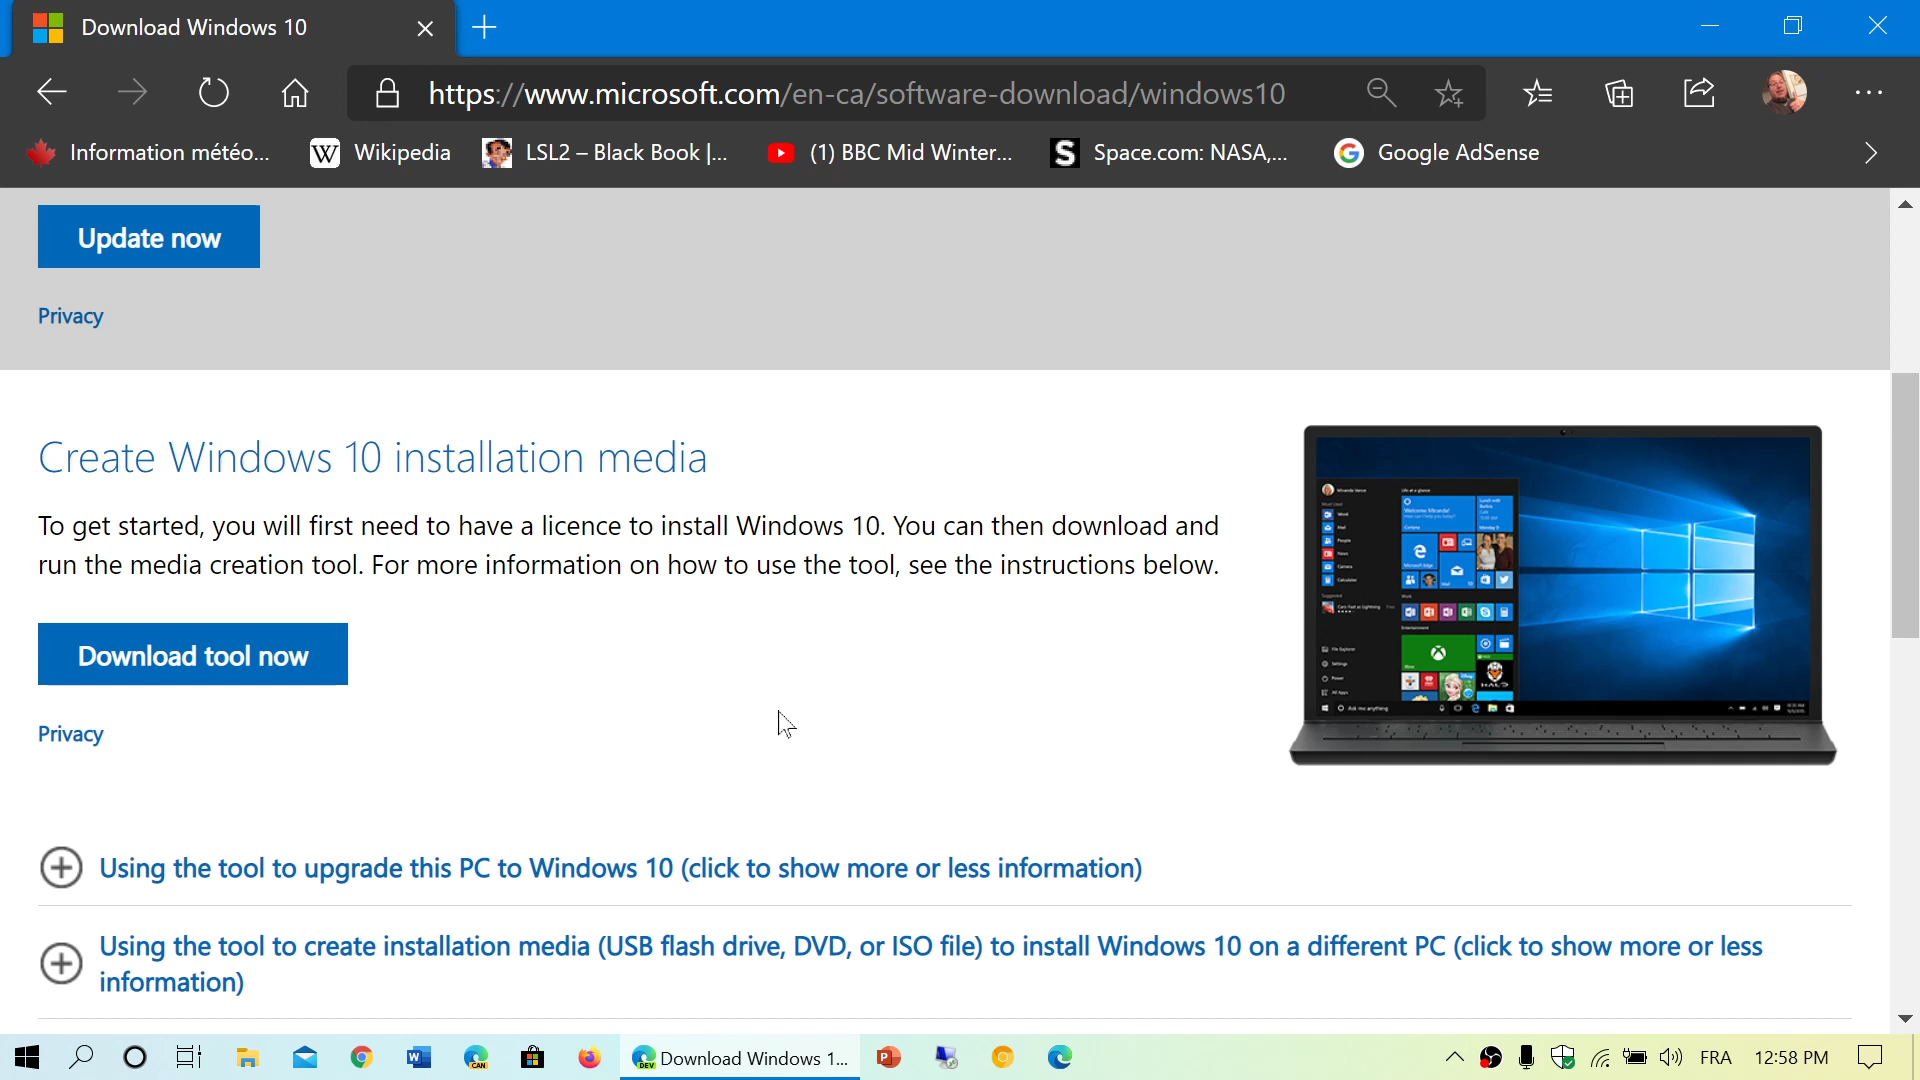 Download Windows 10
https://www.microsoft.com/en-ca/software-download/windows10
Information météo...
W Wikipedia
LSL2 – Black Book |...
(1) BBC Mid Winter...
S Space.com: NASA,...
G Google AdSense
Update now
Privacy
Create Windows 10 installation media
To get started, you will first need to have a licence to install Windows 10. You can then download and
run the media creation tool. For more information on how to use the tool, see the instructions below.
Download tool now
Privacy
Using the tool to upgrade this PC to Windows 10 (click to show more or less information)
Using the tool to create installation media (USB flash drive, DVD, or ISO file) to install Windows 10 on a different PC (click to show more or less
information)
CAN
DEV
Download Windows 1...
FRA
12:58 PM